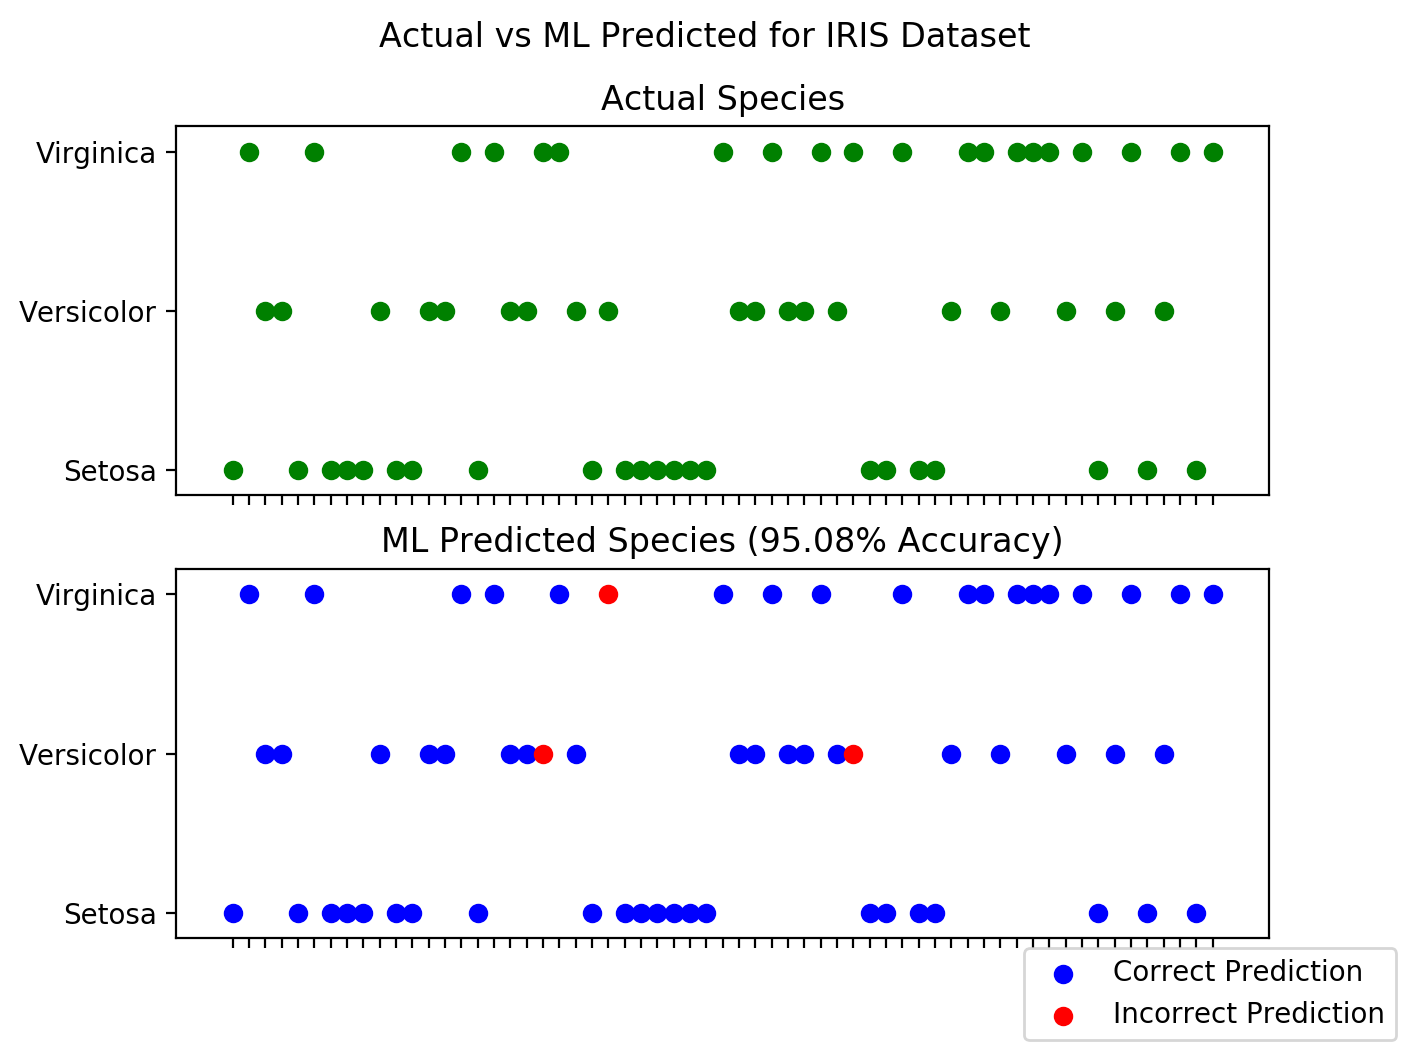 Actual vs ML Predicted for IRIS Dataset
Actual Species
Virginica
Versicolor
Setosa
ML Predicted Species (95.08% Accuracy)
Virginica
Versicolor
Setosa
Correct Prediction
Incorrect Prediction